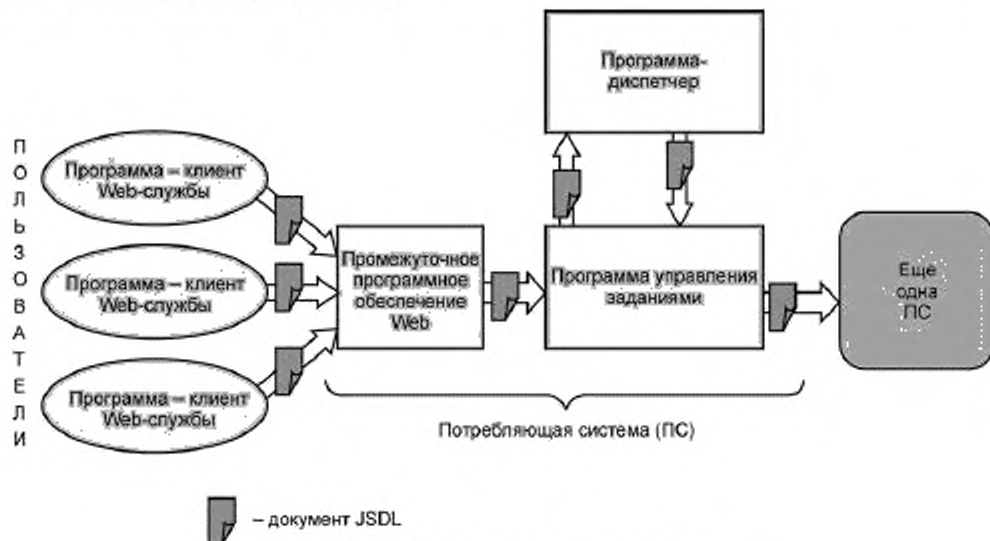 Программа-
диспетчер
ПОЛЬЗОВАТЕЛИ
Программа – клиент
Web-службы
Программа – клиент
Web-службы
Программа – клиент
Web-службы
Промежуточное
программное
обеспечение
Web
Программа управления
заданиями
Еще
одна
ПС
Потребляющая система (ПС)
– документ JSDL